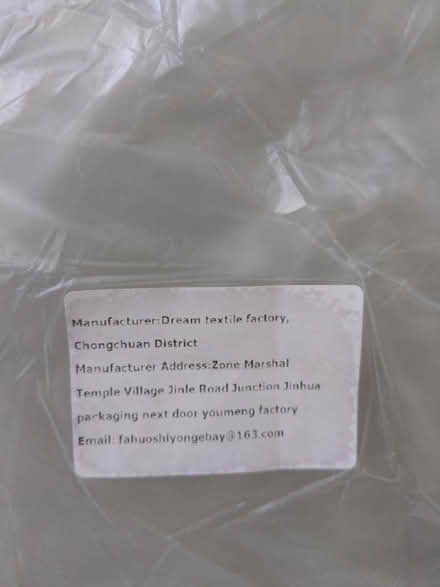 Manufacturer:Dream textile factory,
Chongchuan District
Manufacturer Address:Zone Marshal
Temple Village Jinle Road Junction Jinhua
packaging next door youmeng factory
Email: fahuoshiyongebay@163.com